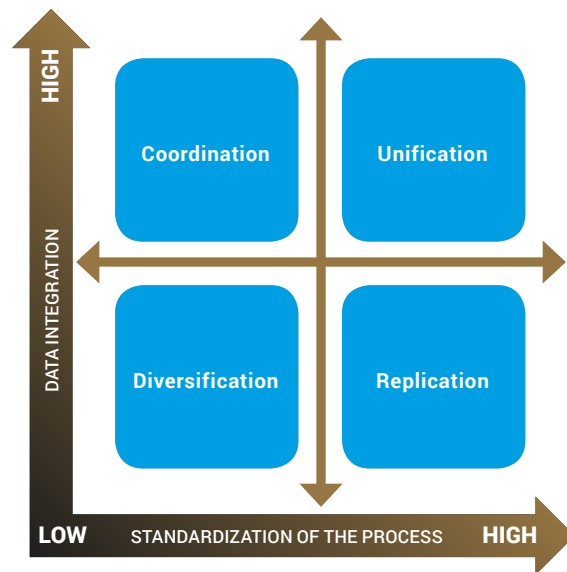 HIGH
Coordination
Unification
DATA INTEGRATION
Diversification
Replication
LOW
STANDARDIZATION OF THE PROCESS
HIGH